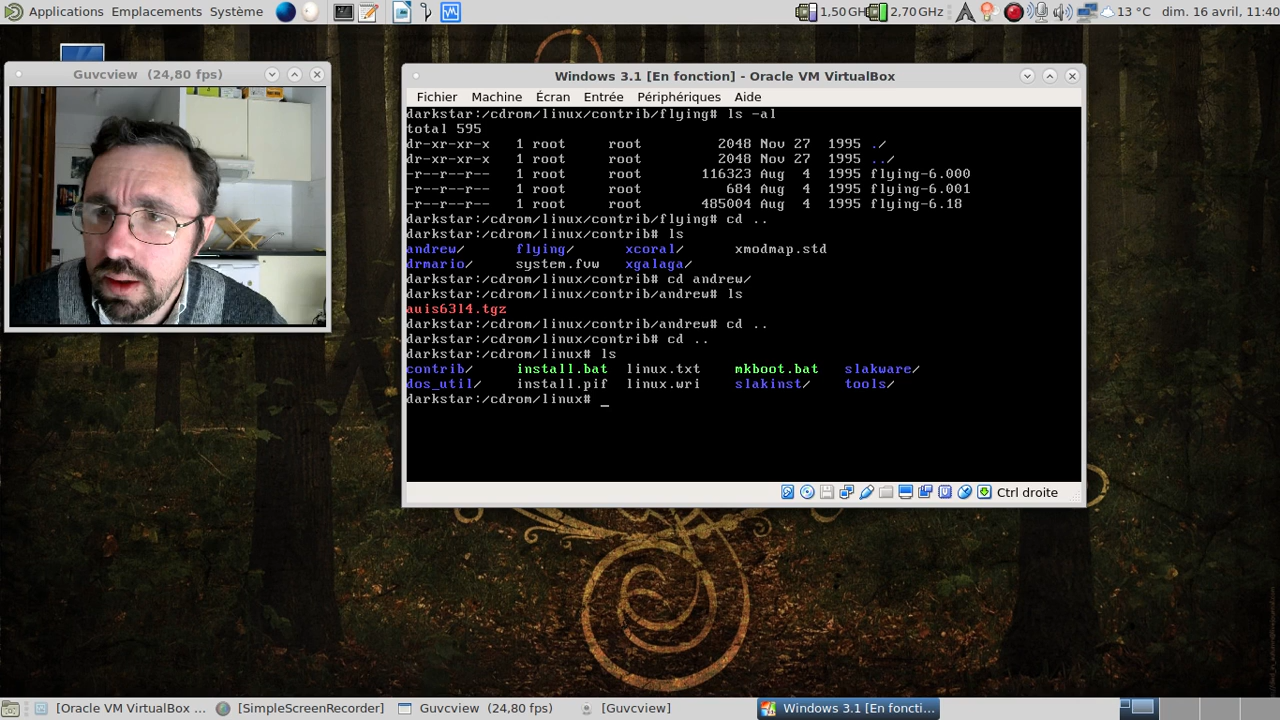 Applications Emplacements Système
1,50 GH 2,70 GHz 13 °C dim. 16 avril, 11:40
Guvcview (24,80 fps)
Windows 3.1 [En fonction] - Oracle VM VirtualBox
Fichier Machine Écran Entrée Périphériques Aide
darkstar:/cdrom/linux/contrib/flying# ls -al
total 595
dr-xr-xr-x 1 root root 2048 Nov 27 1995 ./
dr-xr-xr-x 1 root root 2048 Nov 27 1995 ../
-r--r--r-- 1 root root 116323 Aug 4 1995 flying-6.000
-r--r--r-- 1 root root 684 Aug 4 1995 flying-6.001
-r--r--r-- 1 root root 485004 Aug 4 1995 flying-6.18
darkstar:/cdrom/linux/contrib/flying# cd ..
darkstar:/cdrom/linux/contrib# ls
andrew/ flying/ xcoral/ xmodmap.std
drmario/ system.fvw xgalaga/
darkstar:/cdrom/linux/contrib# cd andrew/
darkstar:/cdrom/linux/contrib/andrew# ls
auis63l4.tgz
darkstar:/cdrom/linux/contrib/andrew# cd ..
darkstar:/cdrom/linux/contrib# cd ..
darkstar:/cdrom/linux# ls
contrib/ install.bat linux.txt mkboot.bat slakware/
dos_util/ install.pif linux.wri slakinst/ tools/
darkstar:/cdrom/linux# _
Ctrl droite
[Oracle VM VirtualBox ... [SimpleScreenRecorder] Guvcview (24,80 fps) [Guvcview] Windows 3.1 [En foncti...